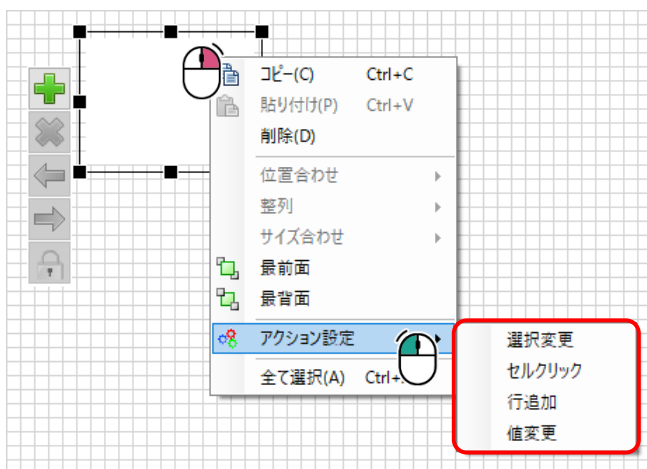 コピー(C) Ctrl+C
貼り付け(P) Ctrl+V
削除(D)
位置合わせ
整列
サイズ合わせ
最前面
最背面
アクション設定
全て選択(A) Ctrl+
選択変更
セルクリック
行追加
値変更